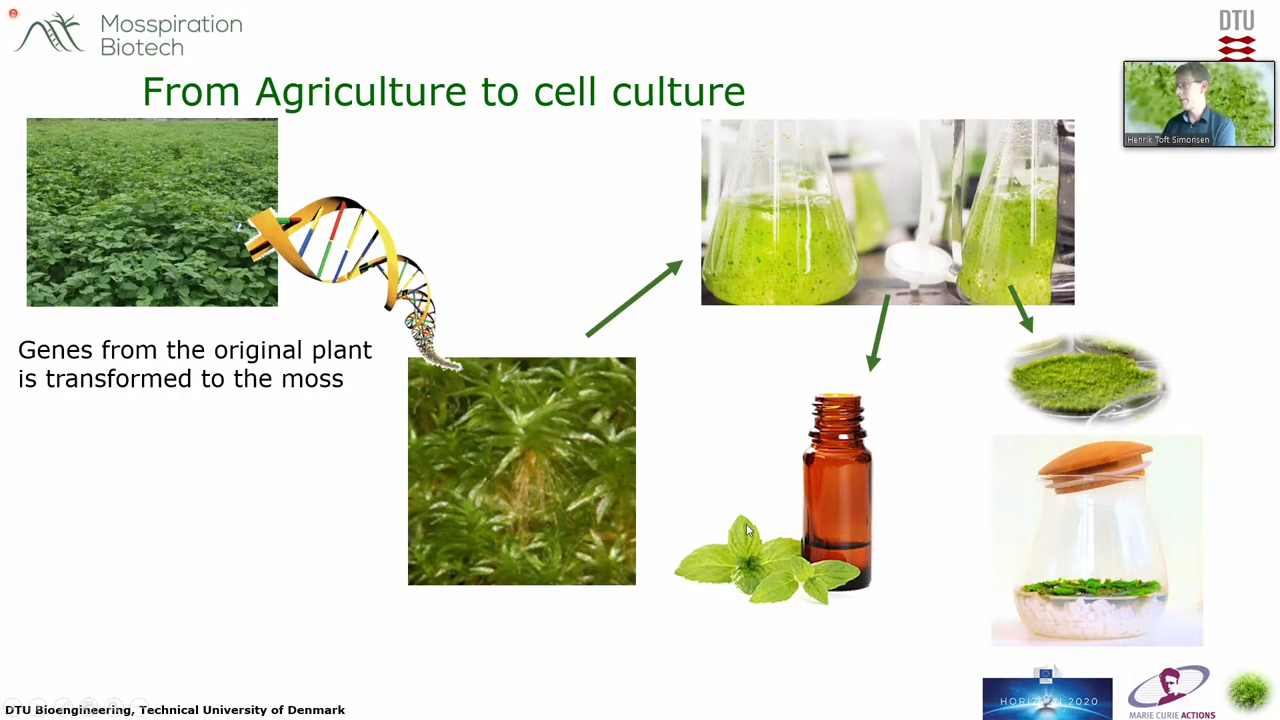 Mosspiration
Biotech
DTU
From Agriculture to cell culture
Henrik Toft Simonsen
Genes from the original plant
is transformed to the moss
HORIZON 2020
MARIE CURIE ACTIONS
DTU Bioengineering, Technical University of Denmark